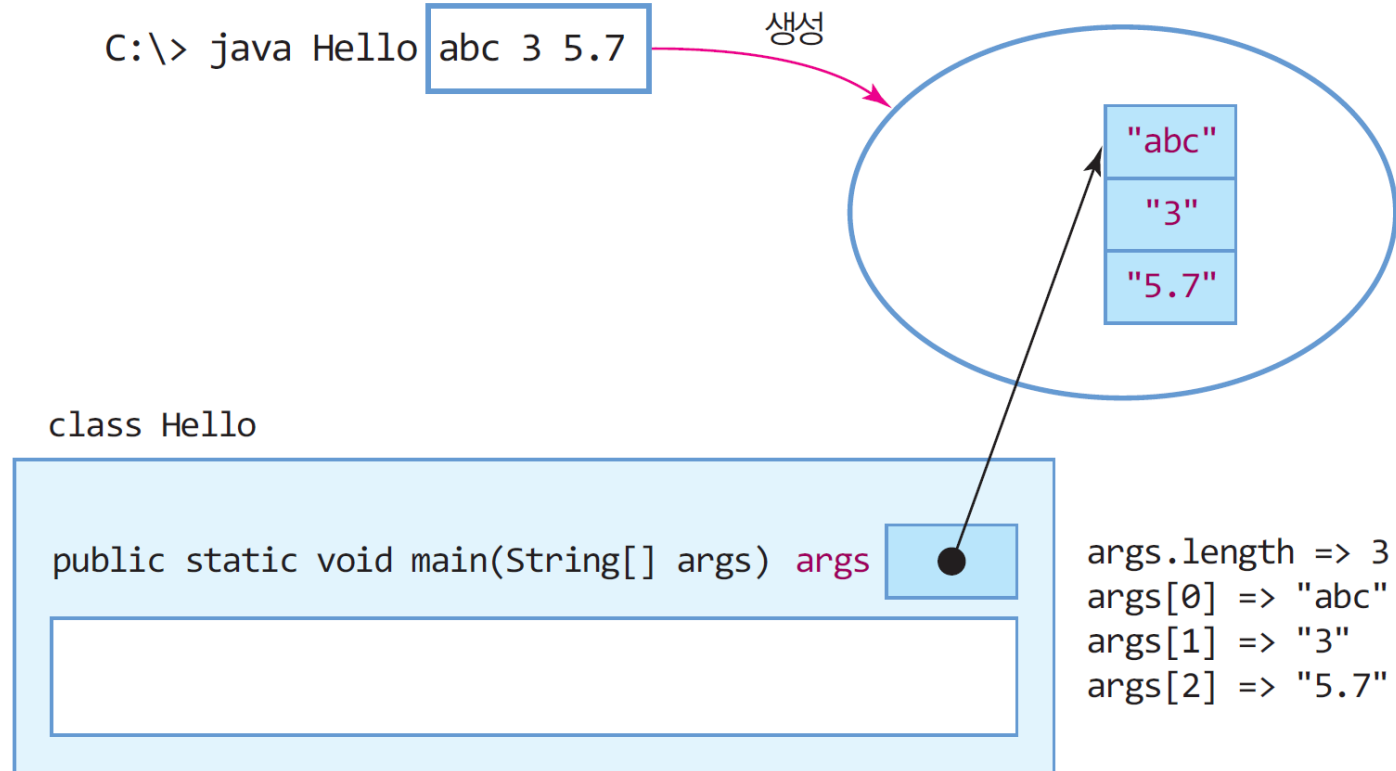 C:\> java Hello abc 3 5.7
생성
"abc"
"3"
"5.7"
class Hello
public static void main(String[] args) args
args.length => 3
args[0] => "abc"
args[1] => "3"
args[2] => "5.7"